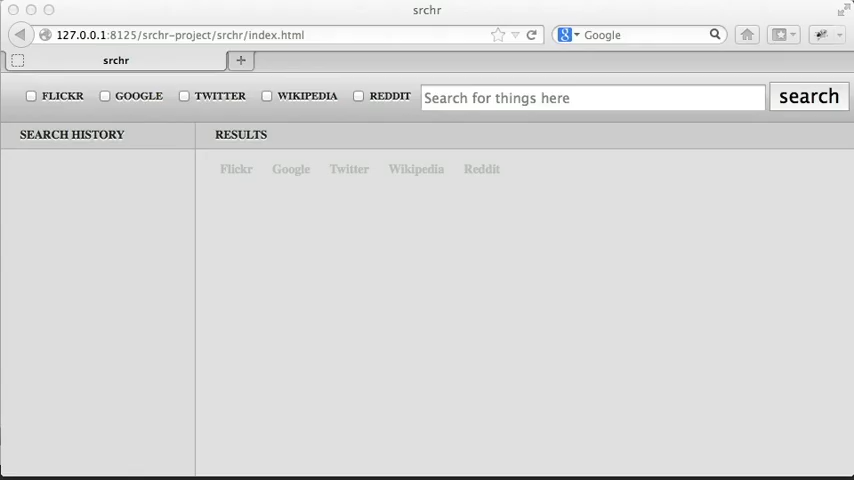 srchr
127.0.0.1:8125/srchr-project/srchr/index.html
Google
srchr
FLICKR GOOGLE TWITTER WIKIPEDIA REDDIT Search for things here search
SEARCH HISTORY RESULTS
Flickr Google Twitter Wikipedia Reddit